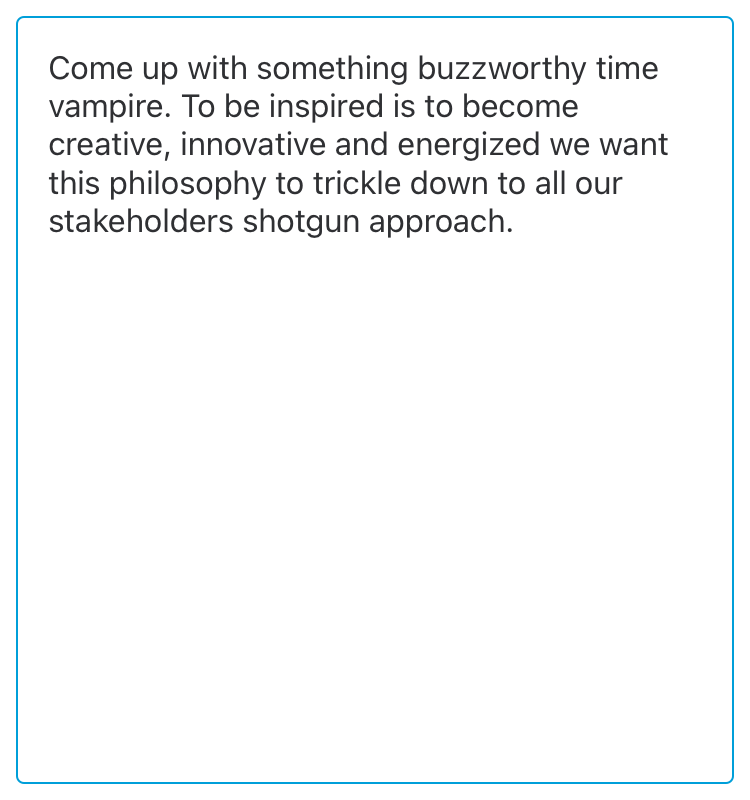 Come up with something buzzworthy time
vampire. To be inspired is to become
creative, innovative and energized we want
this philosophy to trickle down to all our
stakeholders shotgun approach.